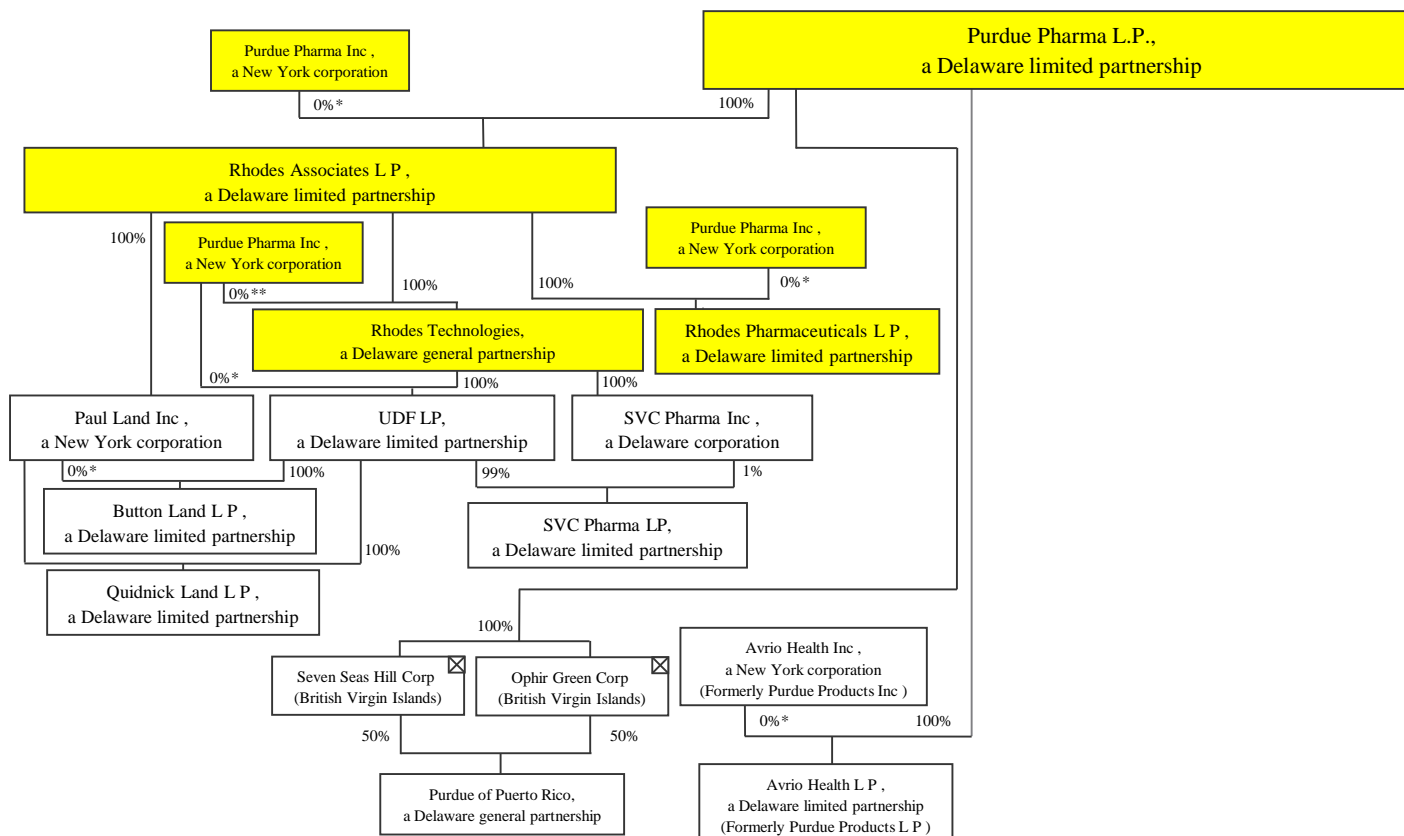 Purdue Pharma L.P.,
a Delaware limited partnership
Purdue Pharma Inc ,
a New York corporation
0%*
100%
Rhodes Associates L P ,
a Delaware limited partnership
100%
Purdue Pharma Inc ,
a New York corporation
Purdue Pharma Inc ,
a New York corporation
0%**
100%
100%
0%*
Rhodes Technologies,
a Delaware general partnership
Rhodes Pharmaceuticals L P ,
a Delaware limited partnership
0%*
100%
100%
Paul Land Inc ,
a New York corporation
UDF LP,
a Delaware limited partnership
SVC Pharma Inc ,
a Delaware corporation
0%*
100%
99%
1%
Button Land L P ,
a Delaware limited partnership
SVC Pharma LP,
a Delaware limited partnership
100%
Quidnick Land L P ,
a Delaware limited partnership
100%
Seven Seas Hill Corp
(British Virgin Islands)
Ophir Green Corp
(British Virgin Islands)
Avrio Health Inc ,
a New York corporation
(Formerly Purdue Products Inc )
50%
50%
0%*
100%
Purdue of Puerto Rico,
a Delaware general partnership
Avrio Health L P ,
a Delaware limited partnership
(Formerly Purdue Products L P )